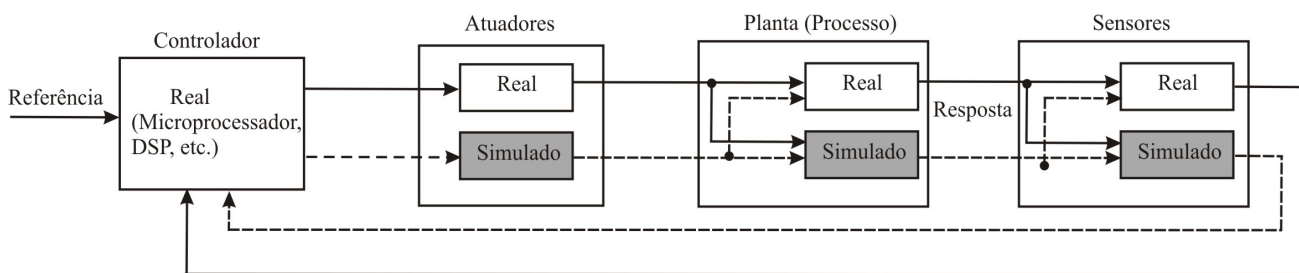 Controlador
Atuadores
Planta (Processo)
Sensores
Referência
Real
(Microprocessador,
DSP, etc.)
Real
Simulado
Real
Simulado
Resposta
Real
Simulado